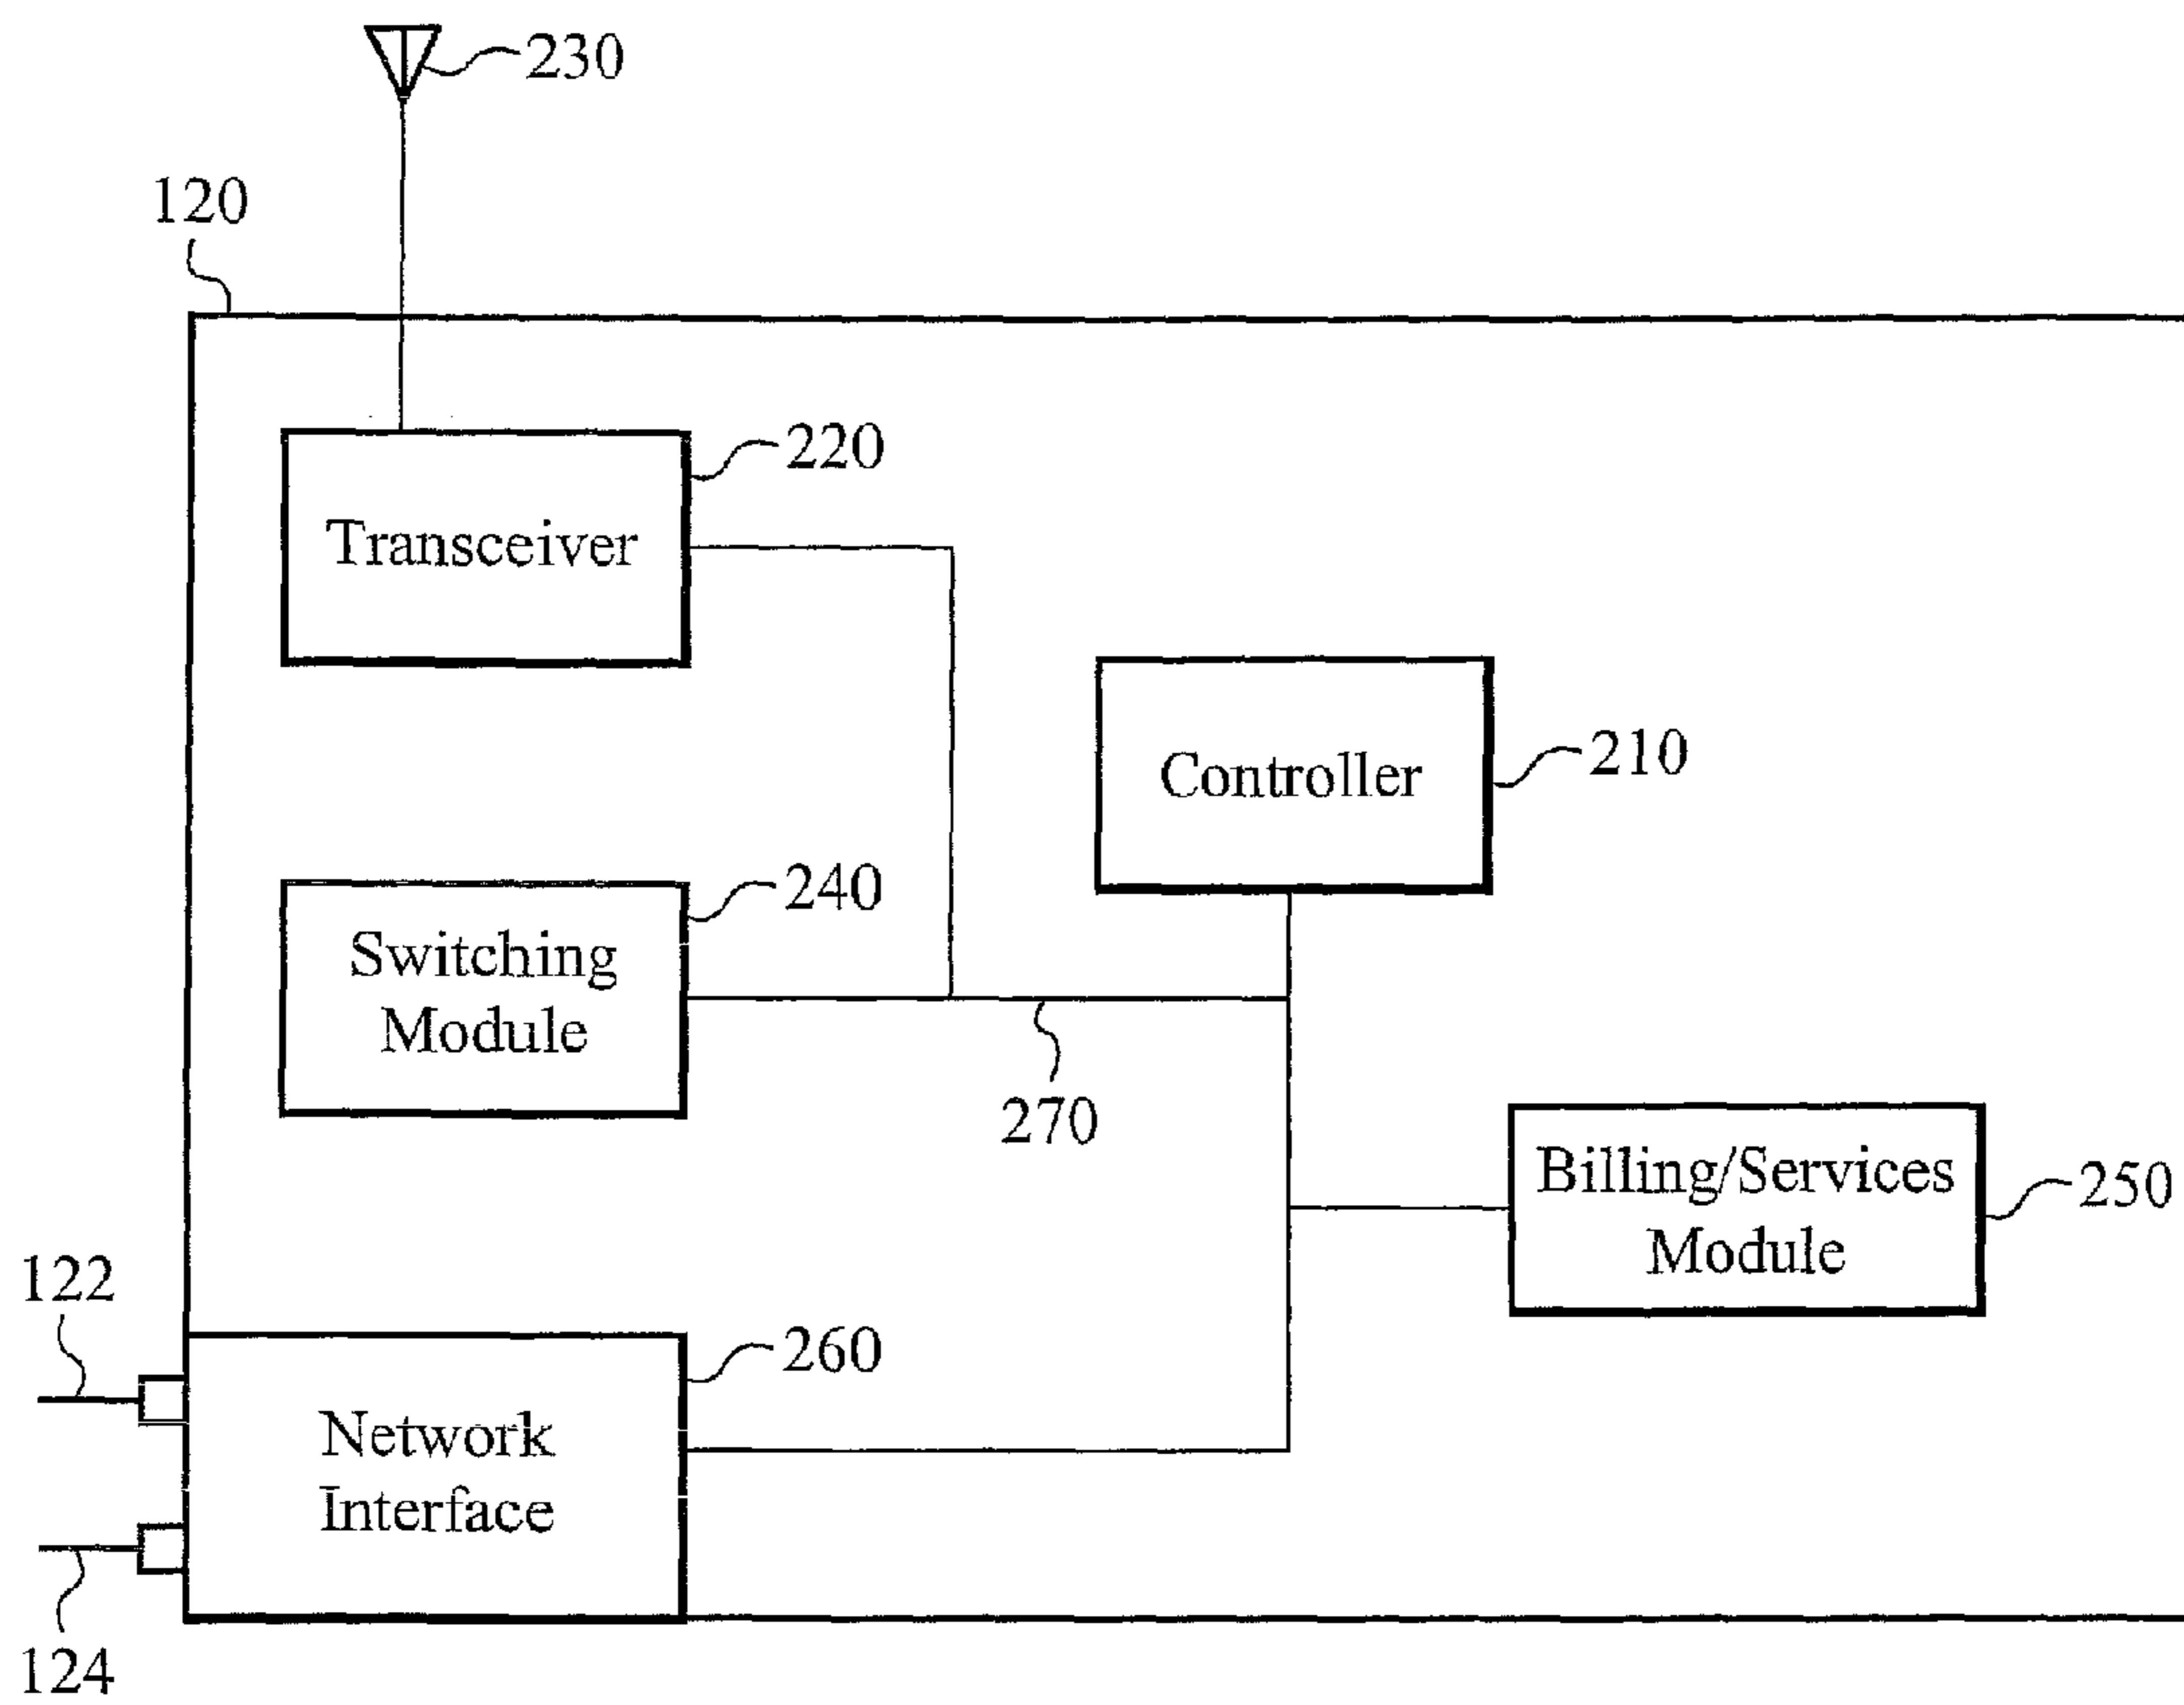 230
120
220
Transceiver
210
Controller
240
Switching
Module
270
Billing/Services
Module
250
122
260
Network
Interface
124